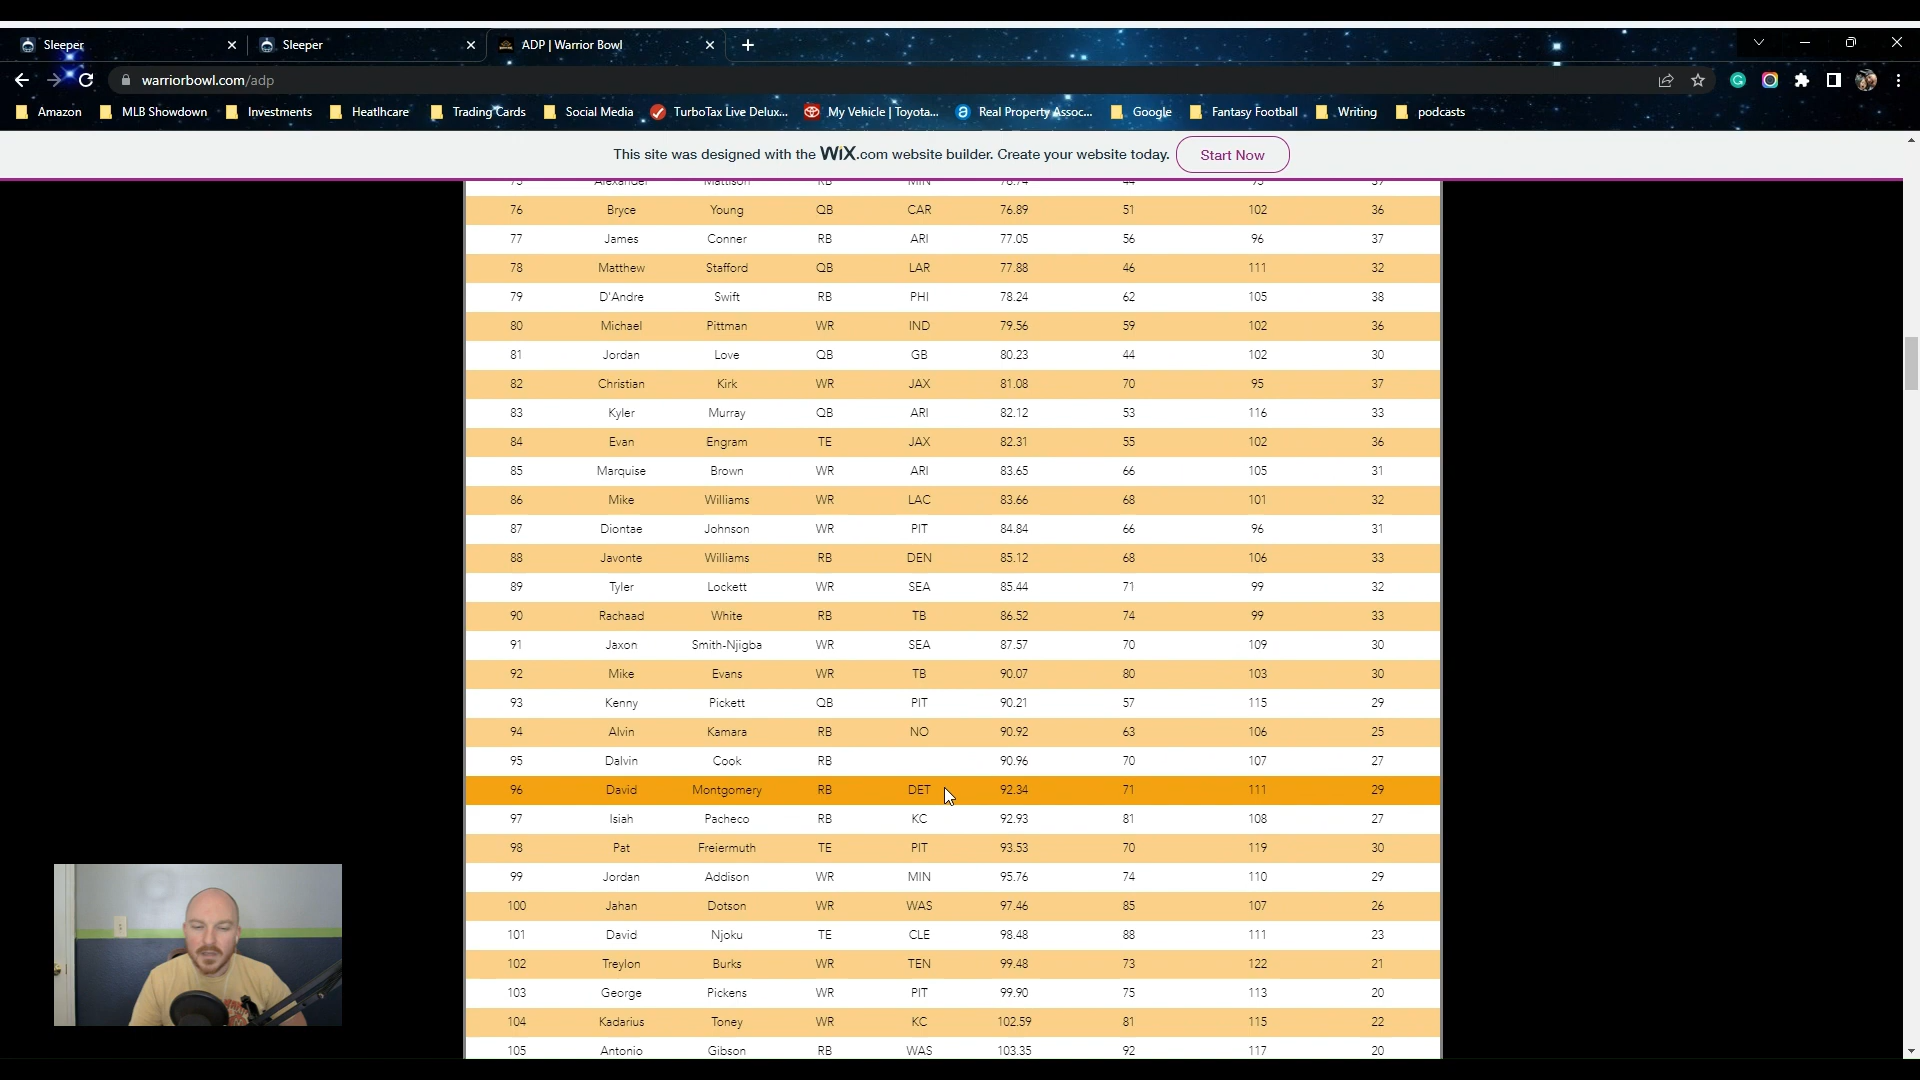 Sleeper
Sleeper
ADP | Warrior Bowl
warriorbowl.com/adp
Amazon
MLB Showdown
Investments
Heatlhcare
Trading Cards
Social Media
TurboTax Live Delux...
My Vehicle | Toyota...
Real Property Assoc...
Google
Fantasy Football
Writing
podcasts
This site was designed with the WIX.com website builder. Create your website today. Start Now
75 Alexander Mattison RB MIN 76.74 44 95 37
76 Bryce Young QB CAR 76.89 51 102 36
77 James Conner RB ARI 77.05 56 96 37
78 Matthew Stafford QB LAR 77.88 46 111 32
79 D'Andre Swift RB PHI 78.24 62 105 38
80 Michael Pittman WR IND 79.56 59 102 36
81 Jordan Love QB GB 80.23 44 102 30
82 Christian Kirk WR JAX 81.08 70 95 37
83 Kyler Murray QB ARI 82.12 53 116 33
84 Evan Engram TE JAX 82.31 55 102 36
85 Marquise Brown WR ARI 83.65 66 105 31
86 Mike Williams WR LAC 83.66 68 101 32
87 Diontae Johnson WR PIT 84.84 66 96 31
88 Javonte Williams RB DEN 85.12 68 106 33
89 Tyler Lockett WR SEA 85.44 71 99 32
90 Rachaad White RB TB 86.52 74 99 33
91 Jaxon Smith-Njigba WR SEA 87.57 70 109 30
92 Mike Evans WR TB 90.07 80 103 30
93 Kenny Pickett QB PIT 90.21 57 115 29
94 Alvin Kamara RB NO 90.92 63 106 25
95 Dalvin Cook RB 90.96 70 107 27
96 David Montgomery RB DET 92.34 71 111 29
97 Isiah Pacheco RB KC 92.93 81 108 27
98 Pat Freiermuth TE PIT 93.53 70 119 30
99 Jordan Addison WR MIN 95.76 74 110 29
100 Jahan Dotson WR WAS 97.46 85 107 26
101 David Njoku TE CLE 98.48 88 111 23
102 Treylon Burks WR TEN 99.48 73 122 21
103 George Pickens WR PIT 99.90 75 113 20
104 Kadarius Toney WR KC 102.59 81 115 22
105 Antonio Gibson RB WAS 103.35 92 117 20